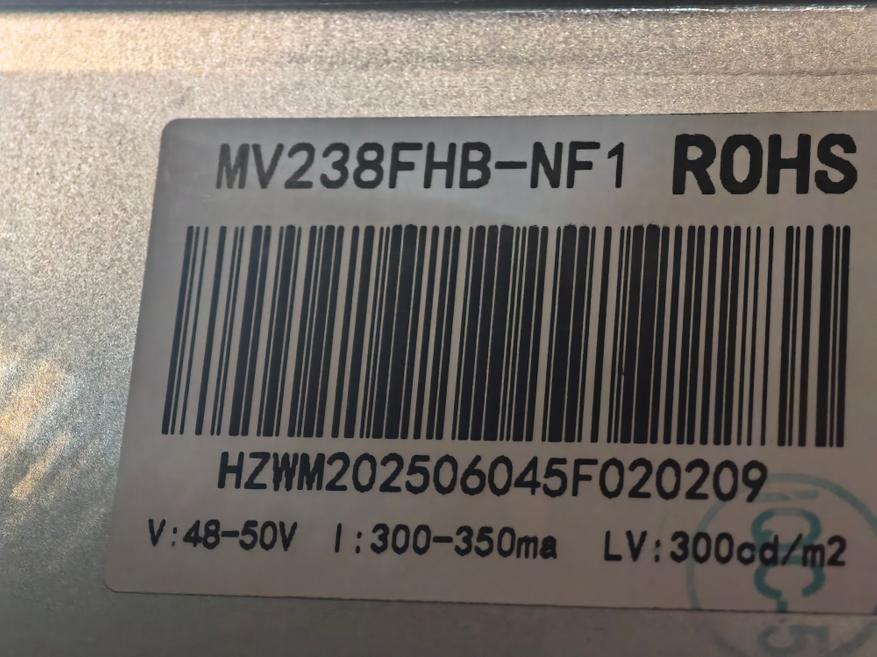 MV238FHB-NF1 ROHS
HZWM202506045F020209
V:48-50V I:300-350ma LV:300cd/m2